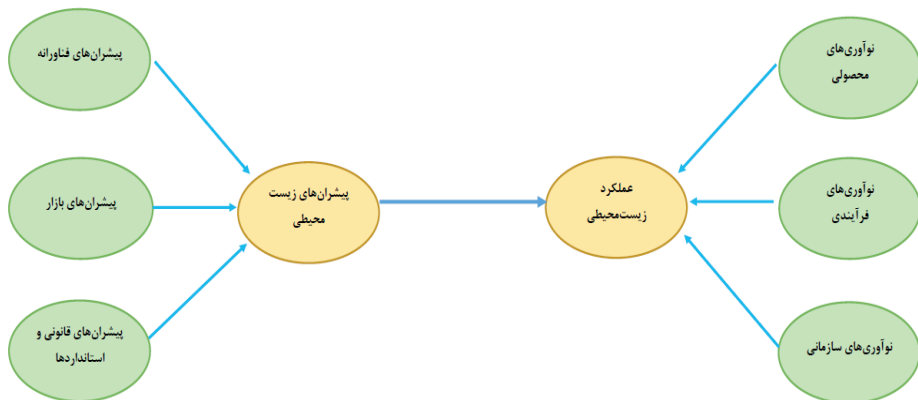 پیشران‌های فناورانه
پیشران‌های بازار
پیشران‌های قانونی و
استانداردها
پیشران‌های زیست
محیطی
عملکرد
زیست‌محیطی
نوآوری‌های
محصولی
نوآوری‌های
فرآیندی
نوآوری‌های سازمانی